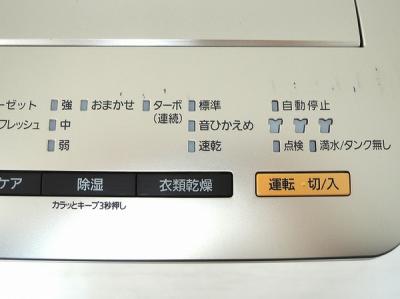 ーゼット 強 おまかせ ターボ 標準 自動停止
フレッシュ 中 (連続) 音ひかえめ
弱 速乾 点検 満水/タンク無し
ケア 除湿 衣類乾燥 運転 切/入
カラッとキープ3秒押し